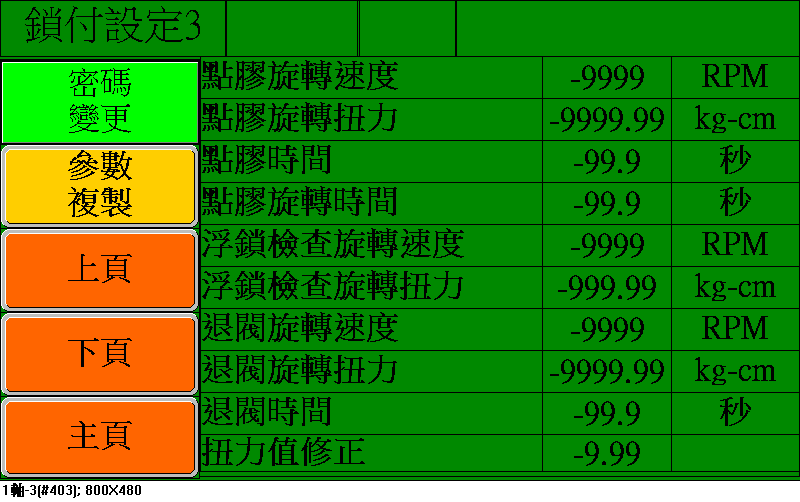 鎖付設定3
密碼
變更
參數
複製
上頁
下頁
主頁
點膠旋轉速度 -9999 RPM
點膠旋轉扭力 -9999.99 kg-cm
點膠時間 -99.9 秒
點膠旋轉時間 -99.9 秒
浮鎖檢查旋轉速度 -9999 RPM
浮鎖檢查旋轉扭力 -999.99 kg-cm
退閥旋轉速度 -9999 RPM
退閥旋轉扭力 -9999.99 kg-cm
退閥時間 -99.9 秒
扭力值修正 -9.99
1軸-3(#403); 800X480